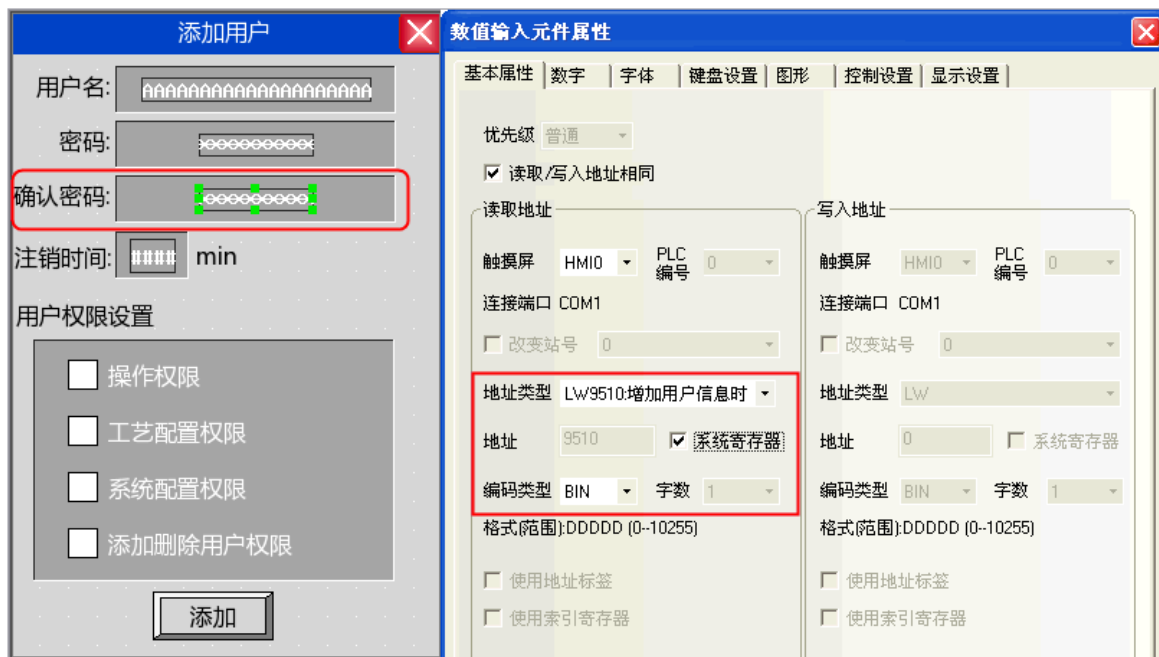 添加用户
用户名: AAAAAAAAAAAAAAAAAAAA
密码: **********
确认密码: **********
注销时间: #### min
用户权限设置
操作权限
工艺配置权限
系统配置权限
添加删除用户权限
添加
数值输入元件属性
基本属性 数字 字体 键盘设置 图形 控制设置 显示设置
优先级 普通
读取/写入地址相同
读取地址
触摸屏 HMI0 PLC编号 0
连接端口 COM1
改变站号 0
地址类型 LW9510:增加用户信息时
地址 9510 系统寄存器
编码类型 BIN 字数 1
格式(范围):DDDDD (0--10255)
使用地址标签
使用索引寄存器
写入地址
触摸屏 HMI0 PLC编号 0
连接端口 COM1
改变站号 0
地址类型 LW
地址 0 系统寄存器
编码类型 BIN 字数 1
格式(范围):DDDDD (0--10255)
使用地址标签
使用索引寄存器